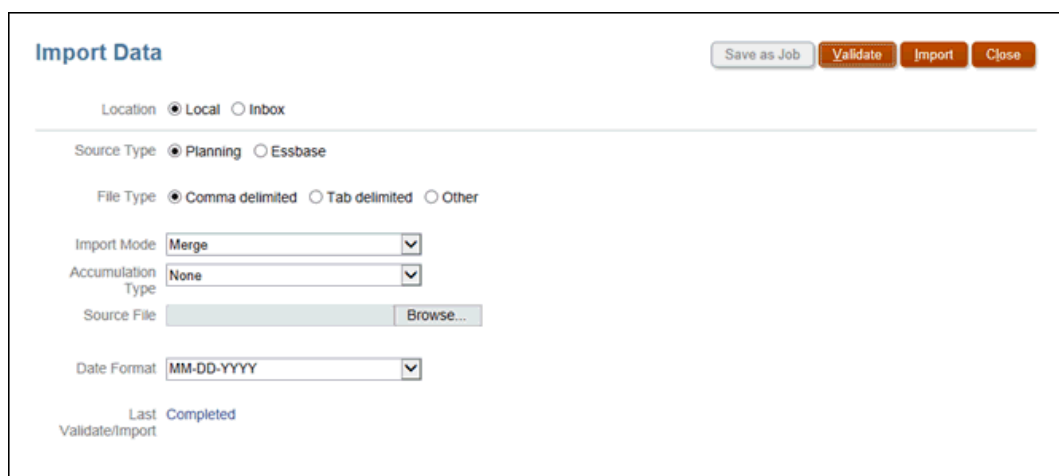 Import Data
Save as Job Validate Import Close
Location Local Inbox
Source Type Planning Essbase
File Type Comma delimited Tab delimited Other
Import Mode Merge
Accumulation Type None
Source File Browse...
Date Format MM-DD-YYYY
Last Validate/Import Completed